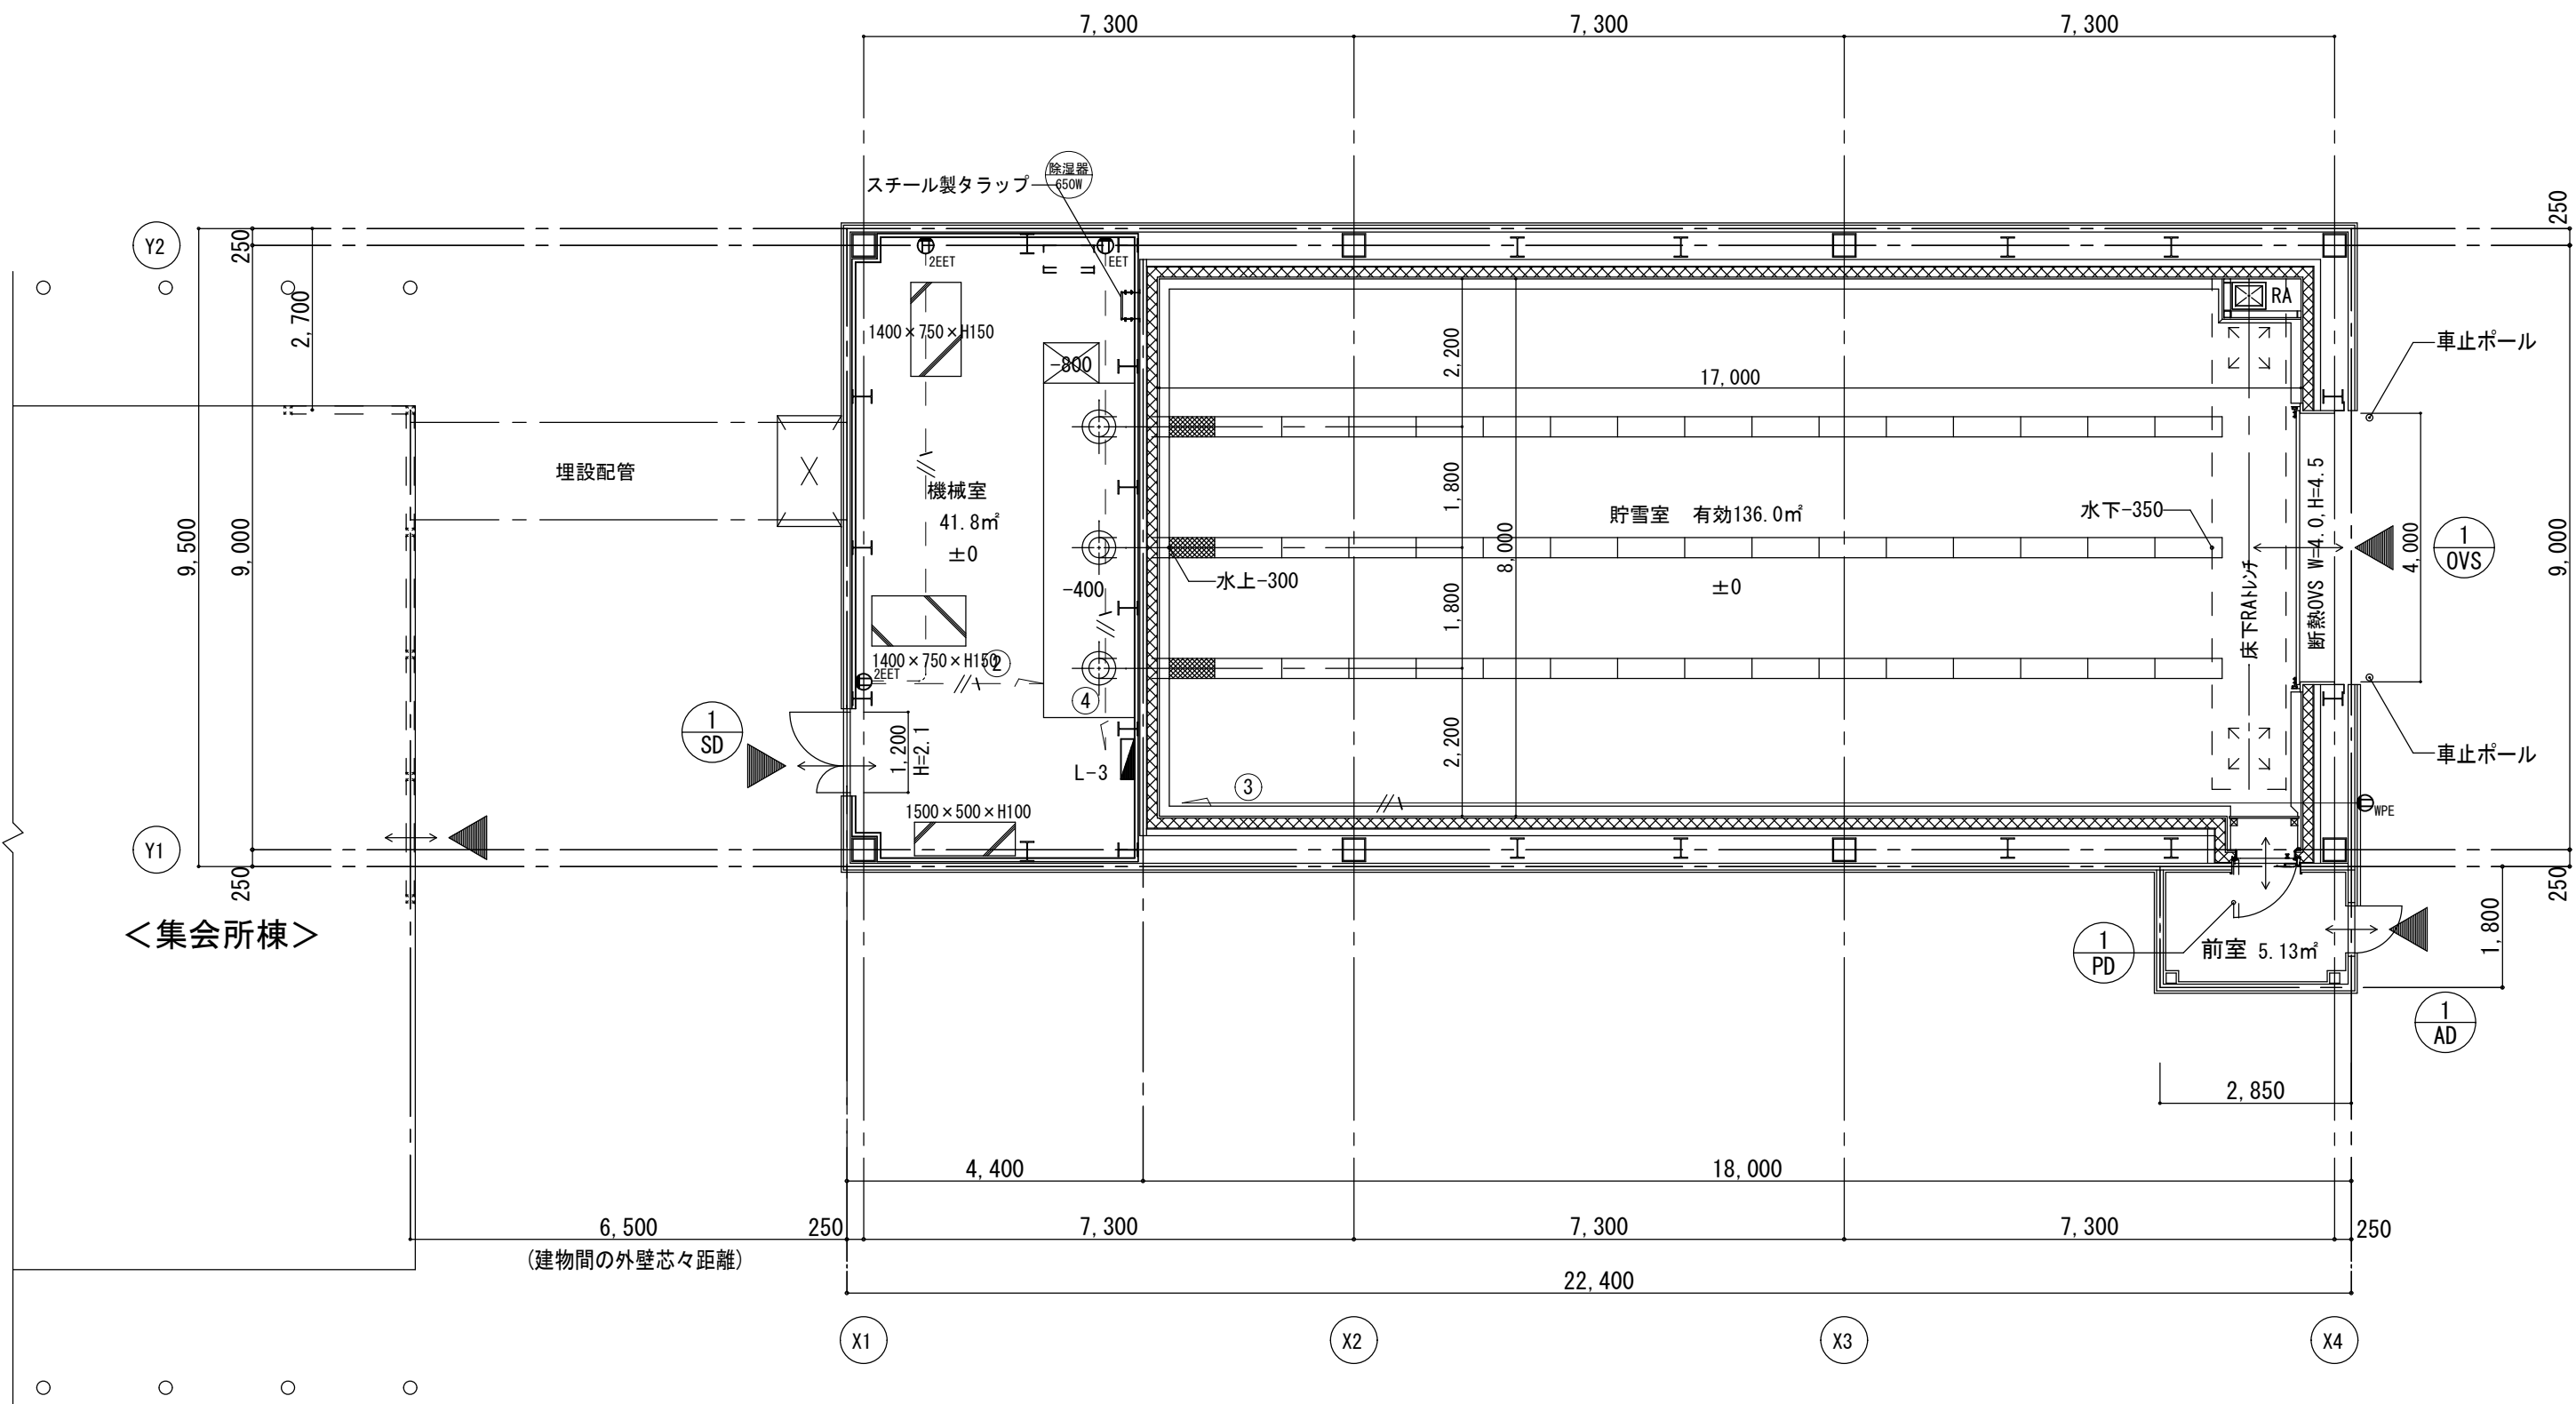 7,300
7,300
7,300
除湿器
650W
スチール製タラップ
Y2
250
250
2EET
EET
2,700
1400×750×H150
-800
2,200
17,000
RA
車止ポール
埋設配管
機械室
41.8㎡
±0
1,800
8,000
貯雪室 有効136.0㎡
±0
水下-350
床下RAトレンチ
断熱OVS W=4.0,H=4.5
4,000
1
OVS
9,500
9,000
9,000
-400
水上-300
1,800
1400×750×H150
2
2EET
4
1
SD
1,200
H=2.1
L-3
2,200
3
車止ポール
1500×500×H100
WPE
Y1
250
250
<集会所棟>
1
PD
前室 5.13㎡
1,800
1
AD
2,850
4,400
18,000
6,500
250
7,300
7,300
7,300
250
(建物間の外壁芯々距離)
22,400
X1
X2
X3
X4